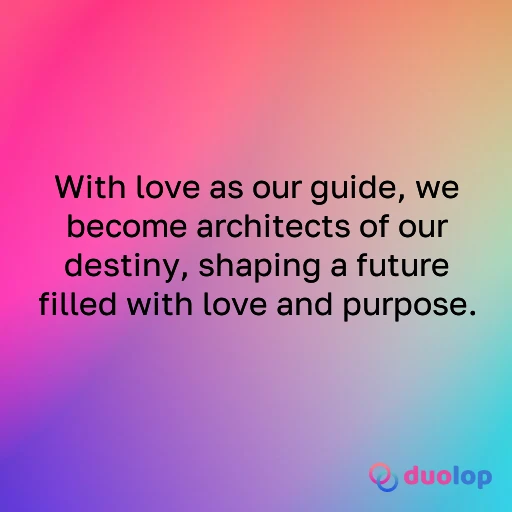 With love as our guide, we
become architects of our
destiny, shaping a future
filled with love and purpose.
duolop